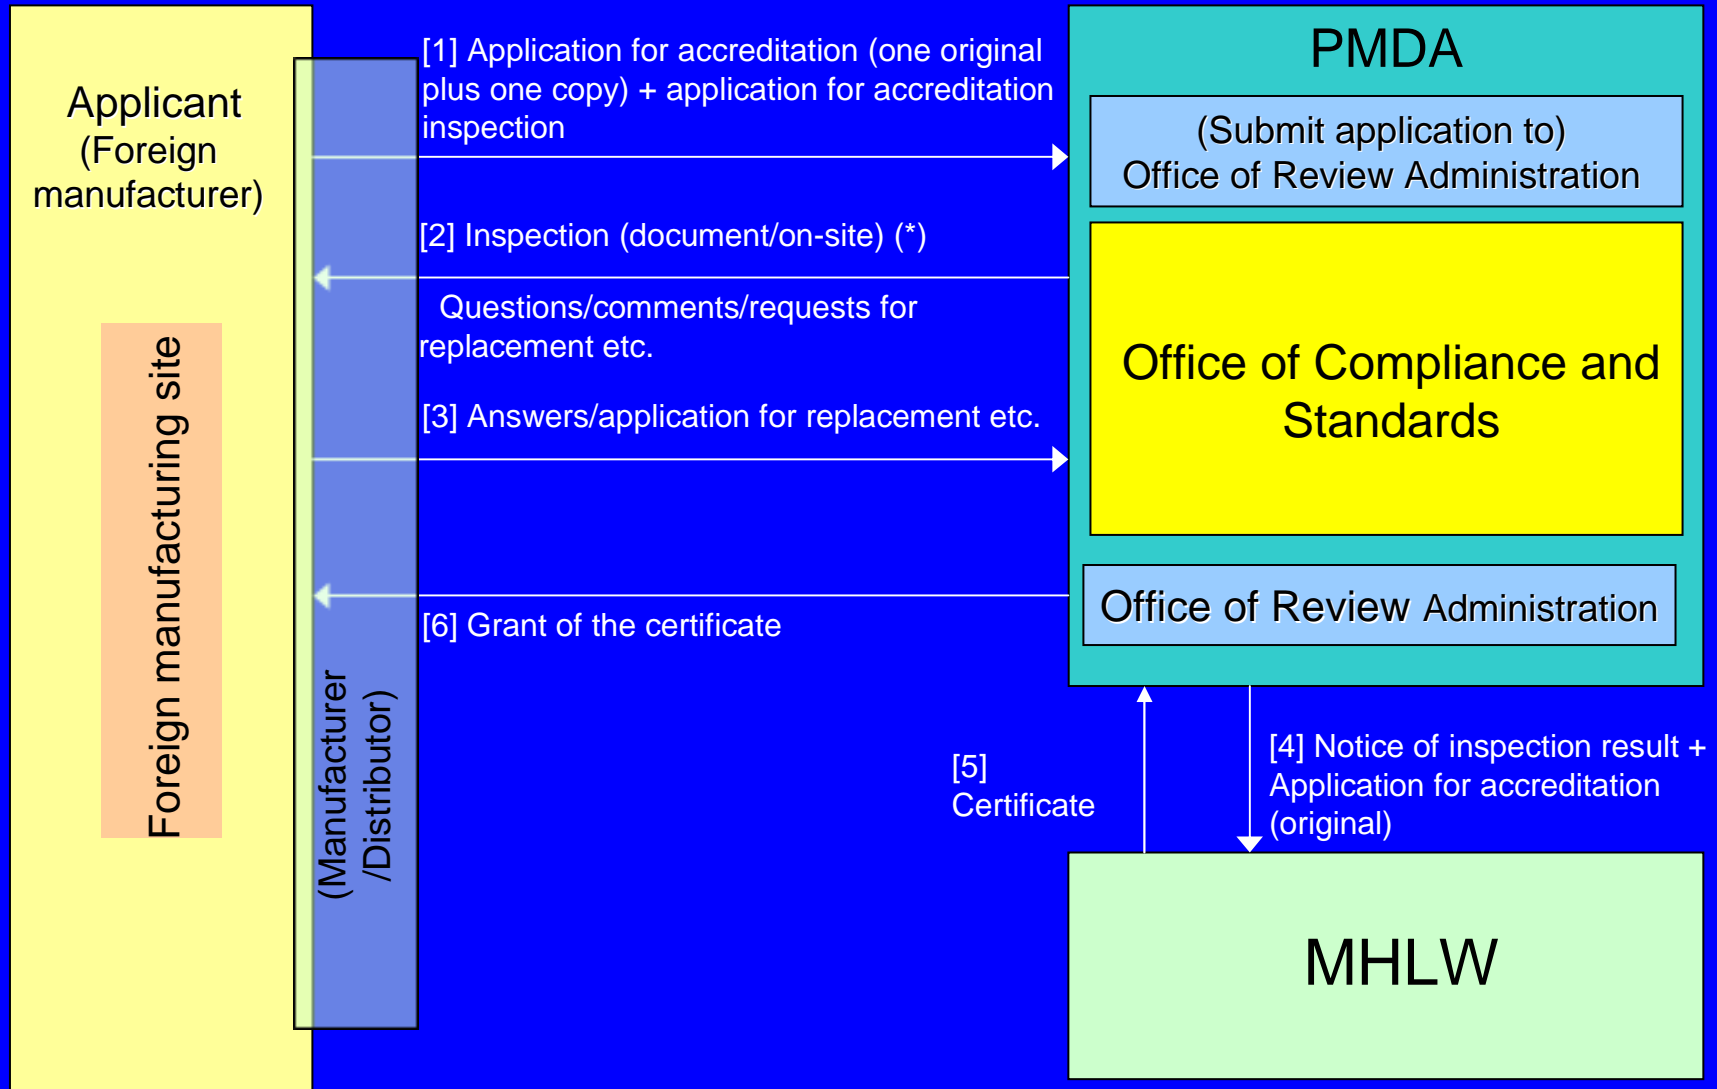 Applicant
(Foreign
manufacturer)
Foreign manufacturing site
(Manufacturer
/Distributor)
[1] Application for accreditation (one original
plus one copy) + application for accreditation
inspection
[2] Inspection (document/on-site) (*)
Questions/comments/requests for
replacement etc.
[3] Answers/application for replacement etc.
[6] Grant of the certificate
PMDA
(Submit application to)
Office of Review Administration
Office of Compliance and
Standards
Office of Review Administration
[5]
Certificate
[4] Notice of inspection result +
Application for accreditation
(original)
MHLW